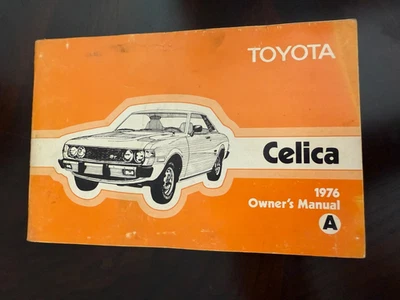 TOYOTA
Celica
1976
Owner's Manual
A